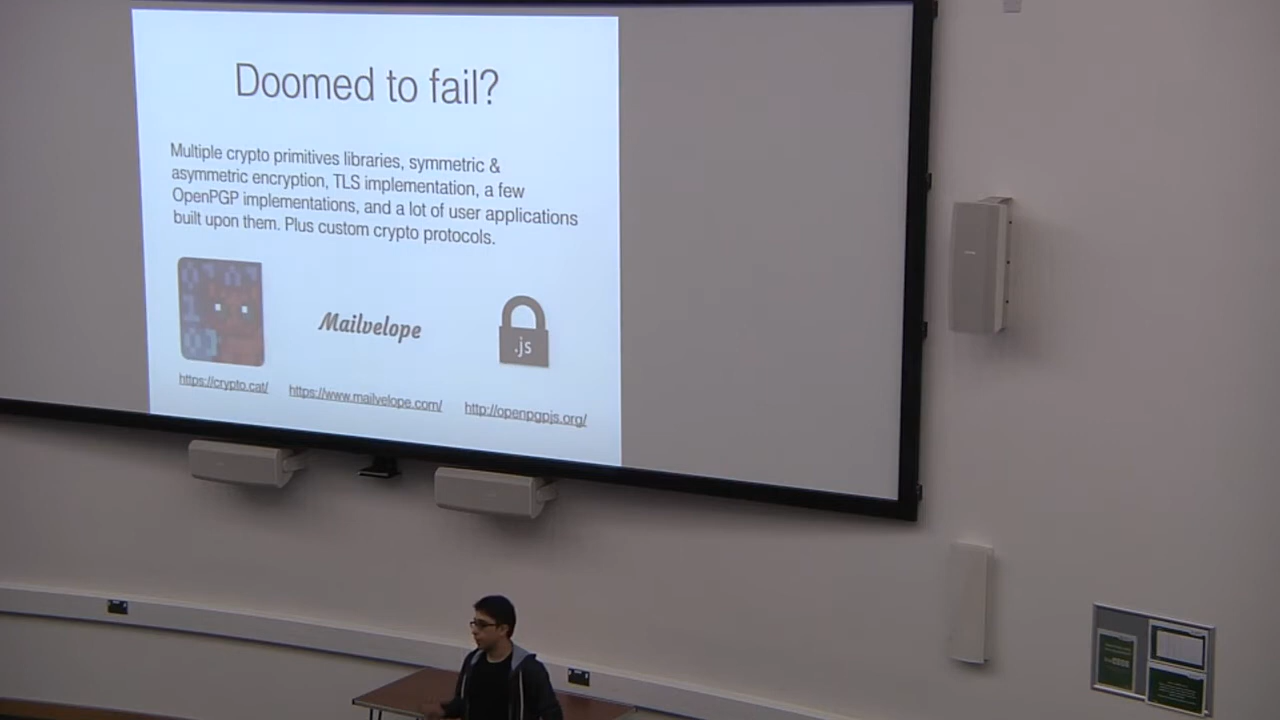 Doomed to fail?
Multiple crypto primitives libraries, symmetric &
asymmetric encryption, TLS implementation, a few
OpenPGP implementations, and a lot of user applications
built upon them. Plus custom crypto protocols.
Mailvelope
.js
https://crypto.cat/
https://www.mailvelope.com/
http://openpgpjs.org/